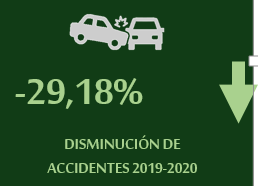 -29,18%
DISMINUCIÓN DE
ACCIDENTES 2019-2020